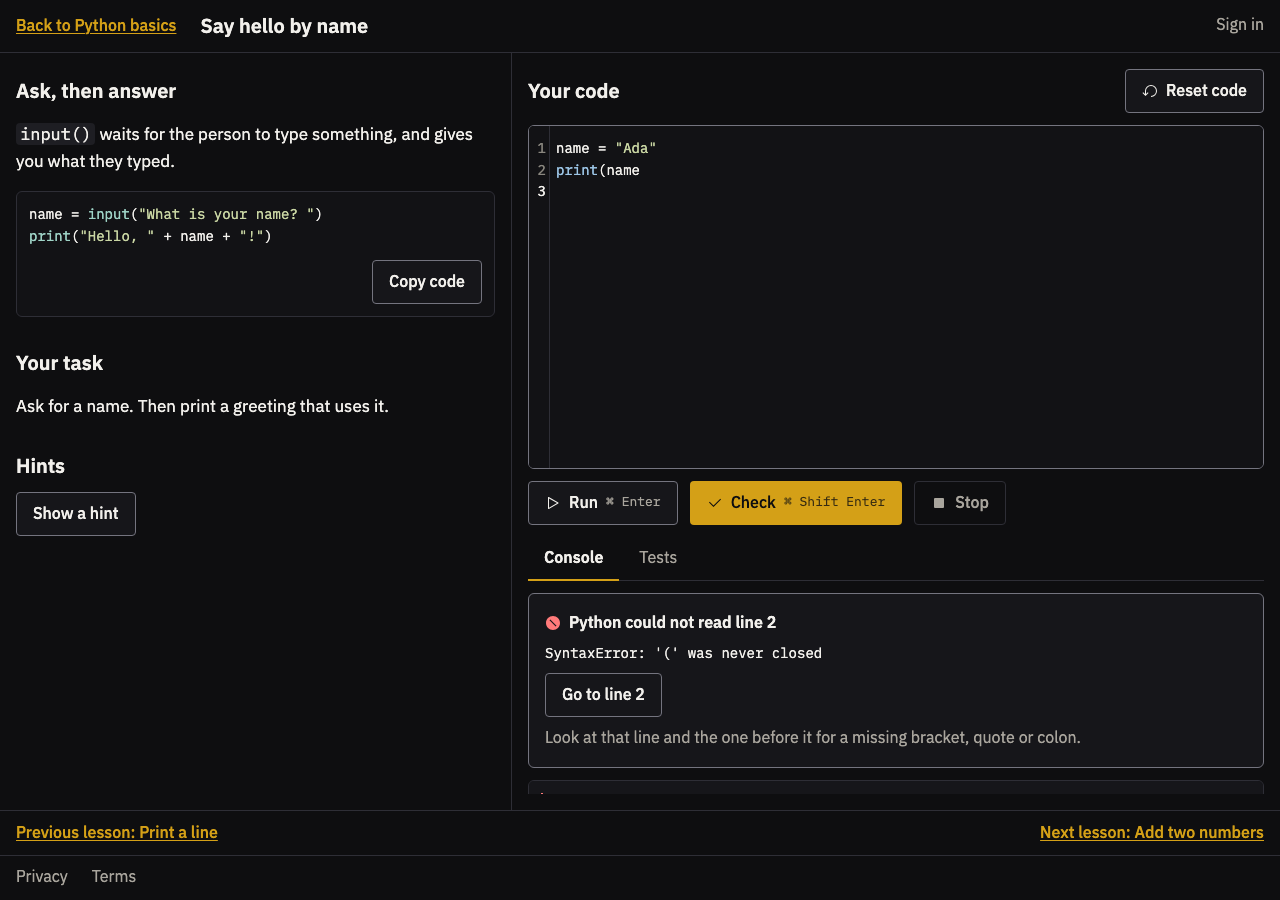 Back to Python basics
Say hello by name
Sign in
Ask, then answer
input() waits for the person to type something, and gives
you what they typed.
name = input("What is your name? ")
print("Hello, " + name + "!")
Copy code
Your task
Ask for a name. Then print a greeting that uses it.
Hints
Show a hint
Your code
Reset code
1 name = "Ada"
2 print(name
3
Run ⌘ Enter
Check ⌘ Shift Enter
Stop
Console
Tests
Python could not read line 2
SyntaxError: '(' was never closed
Go to line 2
Look at that line and the one before it for a missing bracket, quote or colon.
Previous lesson: Print a line
Next lesson: Add two numbers
Privacy
Terms